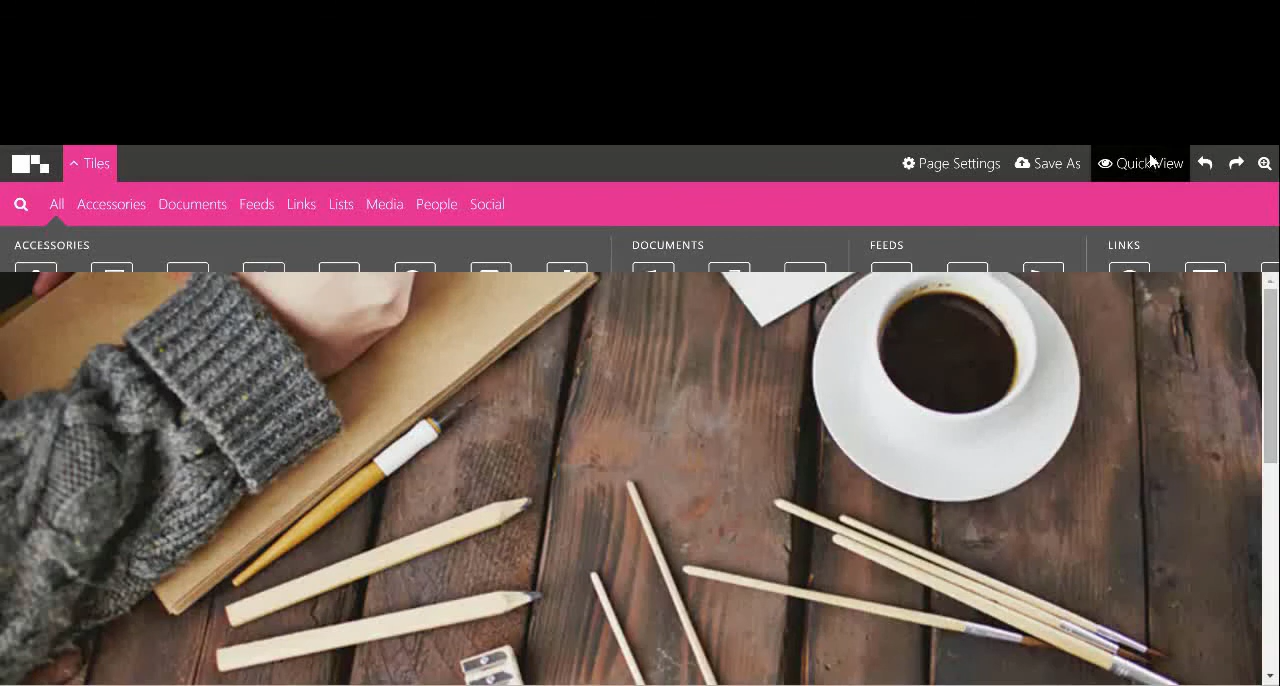 Tiles
Page Settings
Save As
Quick View
All Accessories Documents Feeds Links Lists Media People Social
ACCESSORIES
DOCUMENTS
FEEDS
LINKS